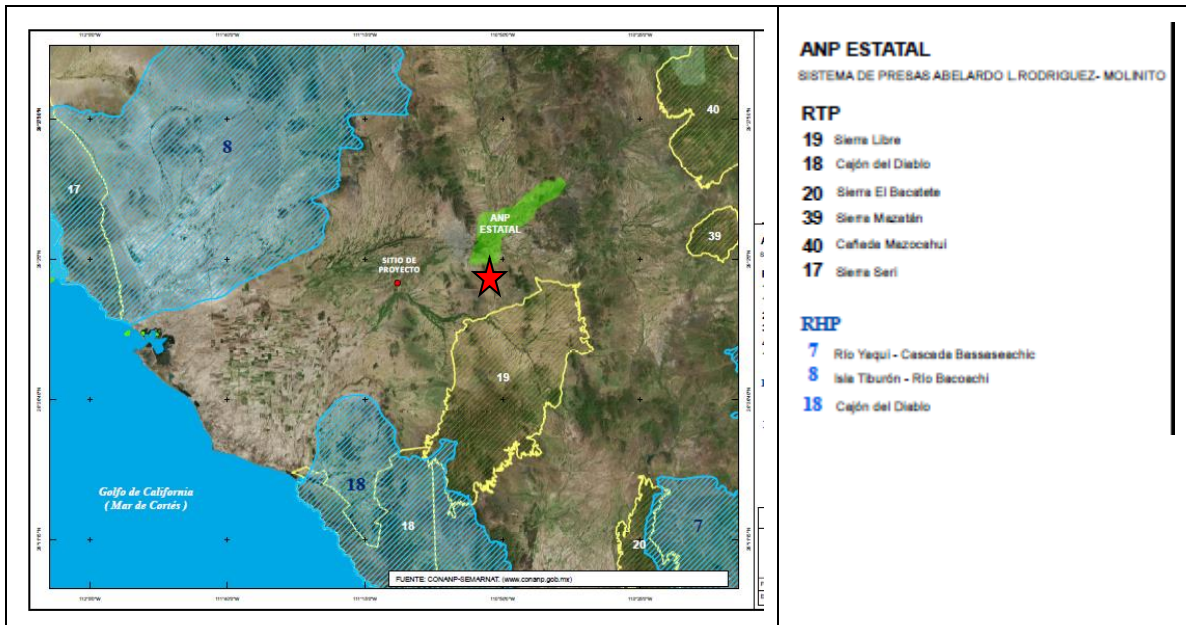 8
40
17
ANP
ESTATAL
39
SITIO DE
PROYECTO
19
18
18
7
20
Golfo de California
( Mar de Cortés )
FUENTE: CONANP-SEMARNAT. (www.conanp.gob.mx)
ANP ESTATAL
SISTEMA DE PRESAS ABELARDO L RODRIGUEZ- MOLINITO
RTP
19 Sierra Libre
18 Cajón del Diablo
20 Sierra El Bacatete
39 Sierra Mazatán
40 Cañada Mazocahui
17 Sierra Seri
RHP
7 Río Yaqui - Cascada Bassaseachic
8 Isla Tiburón - Río Bacoachi
18 Cajón del Diablo